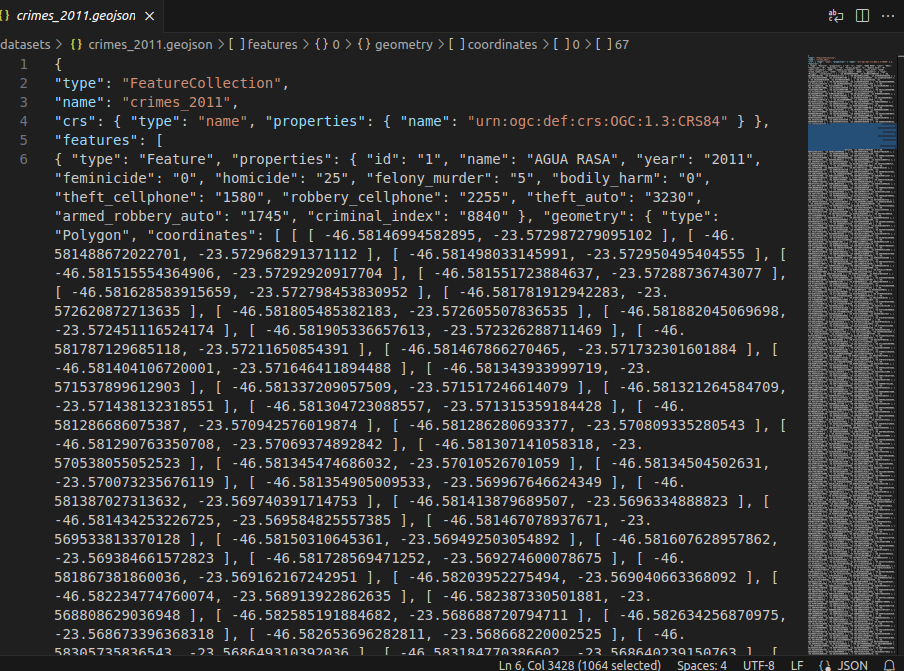 {} crimes_2011.geojson ×
datasets > {} crimes_2011.geojson > [ ] features > {} 0 > {} geometry > [ ] coordinates > [ ] 0 > [ ] 67
1 {
2 "type": "FeatureCollection",
3 "name": "crimes_2011",
4 "crs": { "type": "name", "properties": { "name": "urn:ogc:def:crs:OGC:1.3:CRS84" } },
5 "features": [
6 { "type": "Feature", "properties": { "id": "1", "name": "AGUA RASA", "year": "2011",
"feminicide": "0", "homicide": "25", "felony_murder": "5", "bodily_harm": "0",
"theft_cellphone": "1580", "robbery_cellphone": "2255", "theft_auto": "3230",
"armed_robbery_auto": "1745", "criminal_index": "8840" }, "geometry": { "type":
"Polygon", "coordinates": [ [ [ -46.58146994582895, -23.572987279095102 ], [ -46.
581488672022701, -23.572968291371112 ], [ -46.581498033145991, -23.572950495404555 ], [
-46.581515554364906, -23.57292920917704 ], [ -46.581551723884637, -23.57288736743077 ],
[ -46.581628583915659, -23.572798453830952 ], [ -46.581781912942283, -23.
572620872713635 ], [ -46.581805485382183, -23.572605507836535 ], [ -46.581882045069698,
-23.572451116524174 ], [ -46.581905336657613, -23.572326288711469 ], [ -46.
581787129685118, -23.57211650854391 ], [ -46.581467866270465, -23.571732301601884 ], [
-46.581404106720001, -23.571646411894488 ], [ -46.581343933999719, -23.
571537899612903 ], [ -46.581337209057509, -23.571517246614079 ], [ -46.581321264584709,
-23.571438132318551 ], [ -46.581304723088557, -23.571315359184428 ], [ -46.
581286686075387, -23.570942576019874 ], [ -46.581286280693377, -23.570809335280543 ], [
-46.581290763350708, -23.57069374892842 ], [ -46.581307141058318, -23.
570538055052523 ], [ -46.581345474686032, -23.57010526701059 ], [ -46.58134504502631,
-23.570073235676119 ], [ -46.581354905009533, -23.569967646624349 ], [ -46.
581387027313632, -23.569740391714753 ], [ -46.581413879689507, -23.5696334888823 ], [
-46.581434253226725, -23.569584825557385 ], [ -46.581467078937671, -23.
569533813370128 ], [ -46.58150310645361, -23.569492503054892 ], [ -46.581607628957862,
-23.569384661572823 ], [ -46.581728569471252, -23.569274600078675 ], [ -46.
581867381860036, -23.569162167242951 ], [ -46.58203952275494, -23.569040663368092 ], [
-46.582234774760074, -23.568913922862635 ], [ -46.582387330501881, -23.
568808629036948 ], [ -46.582585191884682, -23.568688720794711 ], [ -46.582634256870975,
-23.568673396368318 ], [ -46.582653696282811, -23.568668220002525 ], [ -46.
58305735836543, -23.568649310392036 ], [ -46.583184770386602, -23.568640239150763 ], [
Ln 6, Col 3428 (1064 selected) Spaces: 4 UTF-8 LF {} JSON